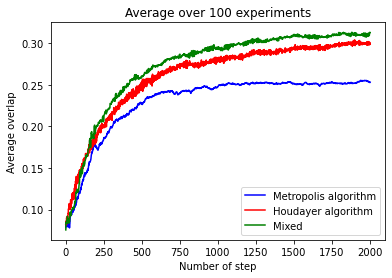 Average over 100 experiments
Average overlap
0.30
0.25
0.20
0.15
0.10
0 250 500 750 1000 1250 1500 1750 2000
Number of step
Metropolis algorithm
Houdayer algorithm
Mixed